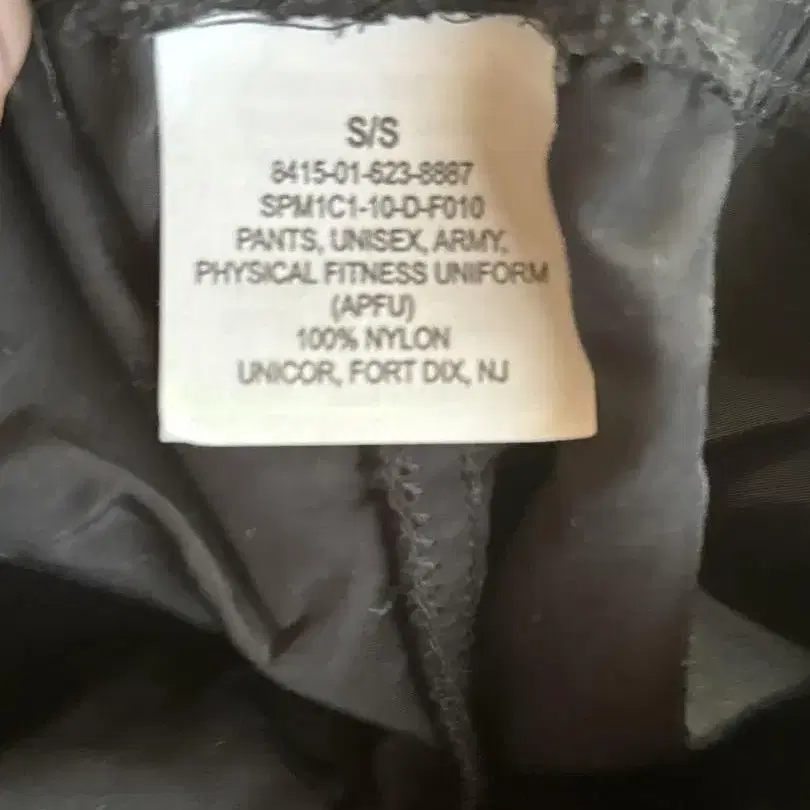 S/S
8415-01-623-8887
SPM1C1-10-D-F010
PANTS, UNISEX, ARMY,
PHYSICAL FITNESS UNIFORM
(APFU)
100% NYLON
UNICOR, FORT DIX, NJ